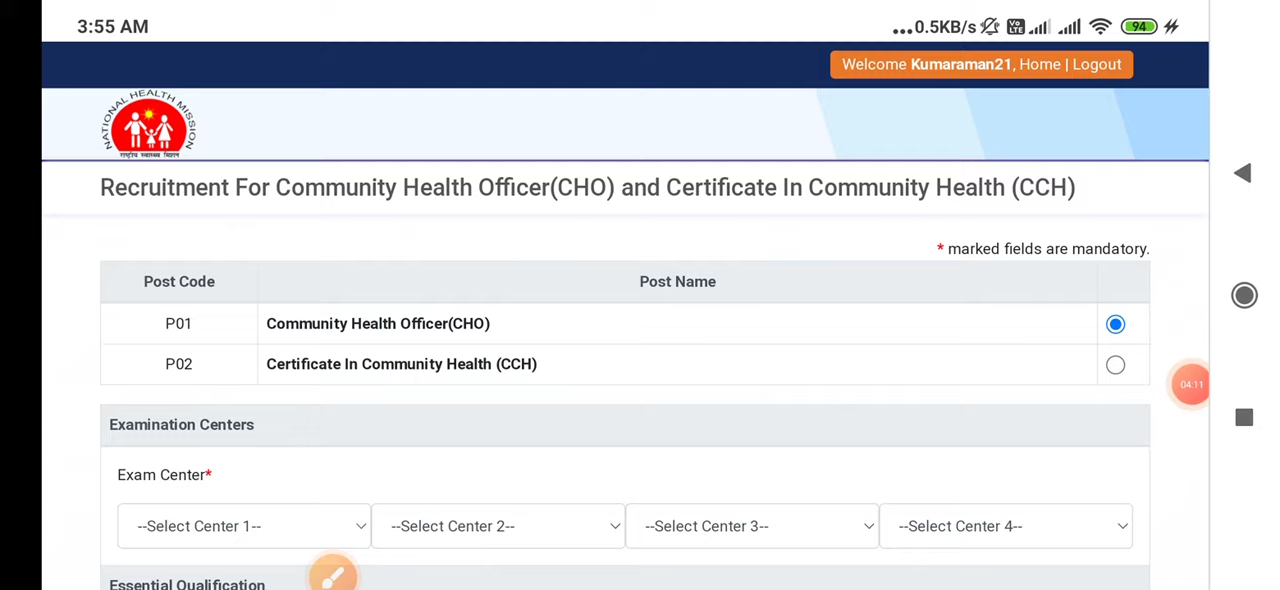 3:55 AM
...0.5KB/s Vo LTE 94
Welcome Kumaraman21, Home | Logout
NATIONAL HEALTH MISSION
राष्ट्रीय स्वास्थ्य मिशन
Recruitment For Community Health Officer(CHO) and Certificate In Community Health (CCH)
* marked fields are mandatory.
Post Code Post Name
P01 Community Health Officer(CHO)
P02 Certificate In Community Health (CCH)
04:11
Examination Centers
Exam Center*
--Select Center 1-- --Select Center 2-- --Select Center 3-- --Select Center 4--
Essential Qualification